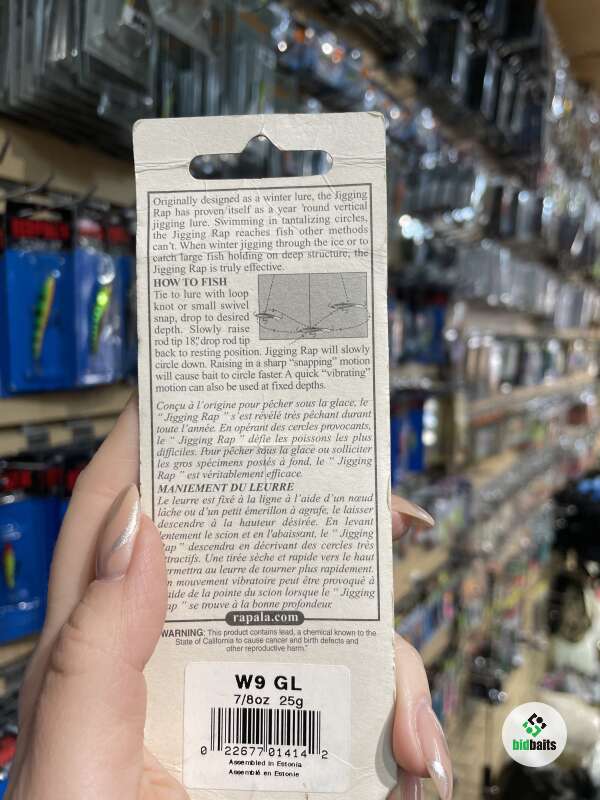 Originally designed as a winter lure, the Jigging
Rap has proven itself as a year 'round vertical
jigging lure. Swimming in tantalizing circles,
the Jigging Rap reaches fish other methods
can't. When winter jigging through the ice or to
catch large fish holding on deep structure, the
Jigging Rap is truly effective.
HOW TO FISH
Tie to lure with loop
knot or small swivel
snap, drop to desired
depth. Slowly raise
rod tip 18", drop rod tip
back to resting position. Jigging Rap will slowly
circle down. Raising in a sharp "snapping" motion
will cause bait to circle faster. A quick "vibrating"
motion can also be used at fixed depths.
Conçu à l'origine pour pêcher sous la glace, le
" Jigging Rap " s'est révélé très pêchant durant
toute l'année. En opérant des cercles provocants,
le " Jigging Rap " défie les poissons les plus
difficiles. Pour pêcher sous la glace ou solliciter
les gros spécimens postés à fond, le " Jigging
Rap " est véritablement efficace.
MANIEMENT DU LEURRE
Le leurre est fixé à la ligne à l'aide d'un nœud
lâche ou d'un petit émerillon à agrafe, le laisser
descendre à la hauteur désirée. En levant
lentement le scion et en l'abaissant, le " Jigging
ap " descendra en décrivant des cercles très
ttractifs. Une tirée sèche et rapide vers le haut
ermettra au leurre de tourner plus rapidement.
n mouvement vibratoire peut être provoqué à
aide de la pointe du scion lorsque le " Jigging
ap " se trouve à la bonne profondeur.
rapala.com
WARNING: This product contains lead, a chemical known to the
State of California to cause cancer and birth defects and
other reproductive harm."
W9 GL
7/8oz 25g
0 22677 01414 2
Assembled in Estonia
Assemblé en Estonie
bidbaits